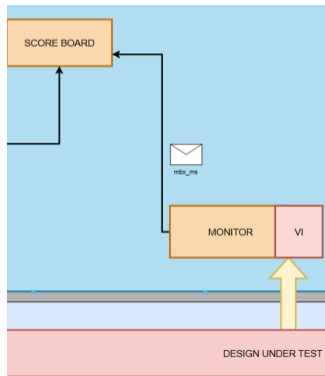 SCORE BOARD
mbx_ms
MONITOR
VI
DESIGN UNDER TEST